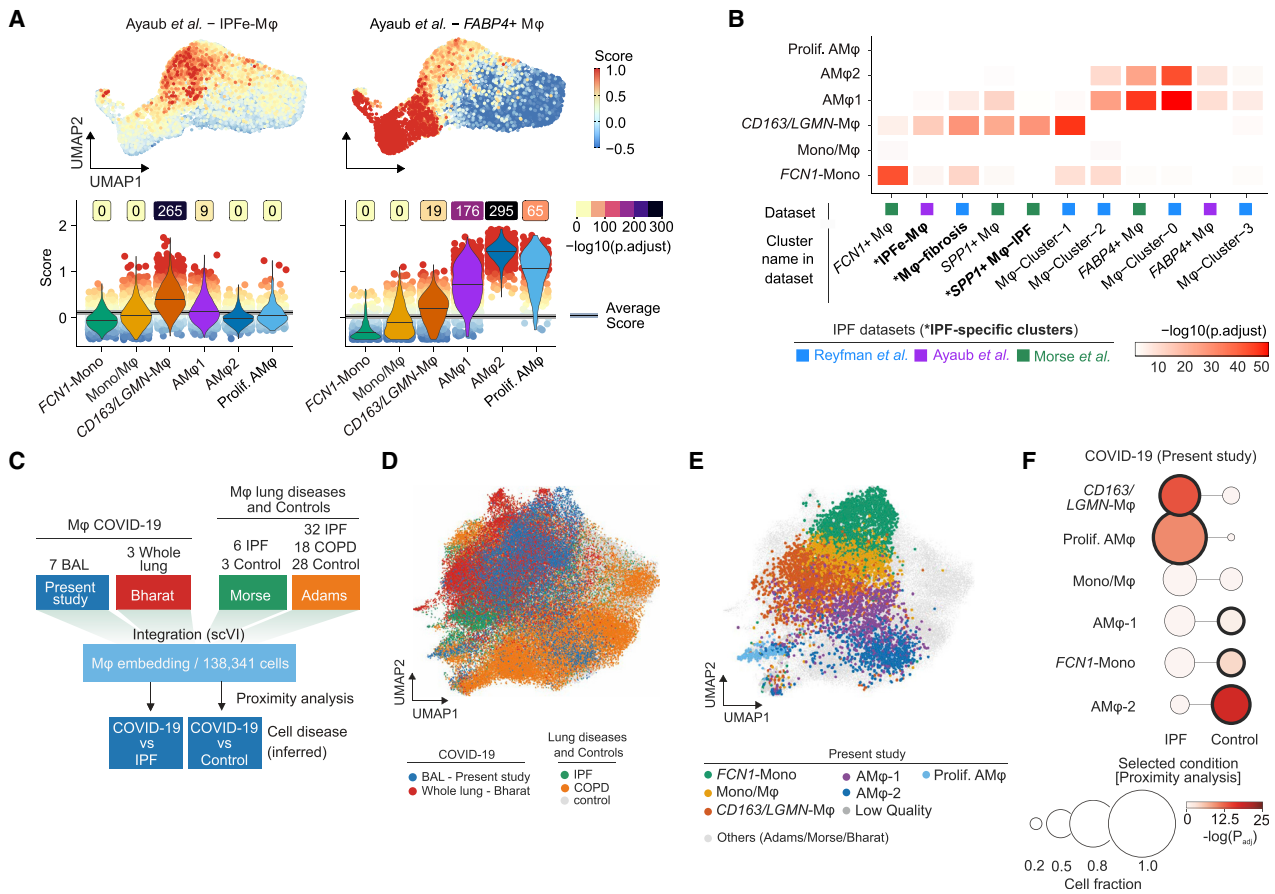 A
Ayaub et al. − IPFe-Mφ
Ayaub et al. − FABP4+ Mφ
Score
1.0
0.5
0.0
−0.5
UMAP2
UMAP1
0
0
265
9
0
0
0
0
19
176
295
65
0 100 200 300
−log10(p.adjust)
Score
2
1
0
Average
Score
FCN1-Mono
Mono/Mφ
CD163/LGMN-Mφ
AMφ1
AMφ2
Prolif. AMφ
FCN1-Mono
Mono/Mφ
CD163/LGMN-Mφ
AMφ1
AMφ2
Prolif. AMφ
B
Prolif. AMφ
AMφ2
AMφ1
CD163/LGMN-Mφ
Mono/Mφ
FCN1-Mono
Dataset
Cluster
name in
dataset
FCN1+ Mφ
*IPFe-Mφ
*Mφ−fibrosis
SPP1+ Mφ
*SPP1+ Mφ−IPF
Mφ−Cluster−1
Mφ−Cluster−2
FABP4+ Mφ
Mφ−Cluster−0
FABP4+ Mφ
Mφ−Cluster−3
IPF datasets (*IPF-specific clusters)
Reyfman et al. Ayaub et al. Morse et al.
−log10(p.adjust)
10 20 30 40 50
C
Mφ COVID-19
Mφ lung diseases
and Controls
7 BAL
3 Whole
lung
6 IPF
3 Control
32 IPF
18 COPD
28 Control
Present
study
Bharat
Morse
Adams
Integration (scVI)
Mφ embedding / 138,341 cells
Proximity analysis
COVID-19
vs
IPF
COVID-19
vs
Control
Cell disease
(inferred)
D
UMAP2
UMAP1
COVID-19
BAL - Present study
Whole lung - Bharat
Lung diseases
and Controls
IPF
COPD
control
E
UMAP2
UMAP1
Present study
FCN1-Mono
Mono/Mφ
CD163/LGMN-Mφ
AMφ-1
AMφ-2
Low Quality
Prolif. AMφ
Others (Adams/Morse/Bharat)
F
COVID-19 (Present study)
CD163/
LGMN-Mφ
Prolif. AMφ
Mono/Mφ
AMφ-1
FCN1-Mono
AMφ-2
IPF
Control
Selected condition
[Proximity analysis]
0 12.5 25
-log(Padj)
0.2 0.5 0.8 1.0
Cell fraction